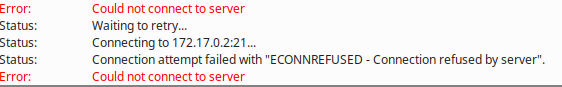 Error: Could not connect to server
Status: Waiting to retry...
Status: Connecting to 172.17.0.2:21...
Status: Connection attempt failed with "ECONNREFUSED - Connection refused by server".
Error: Could not connect to server